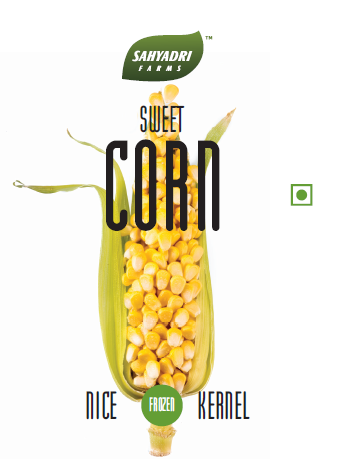 SAHYADRI
FARMS
™
SWEET
CORN
NICE FROZEN KERNEL